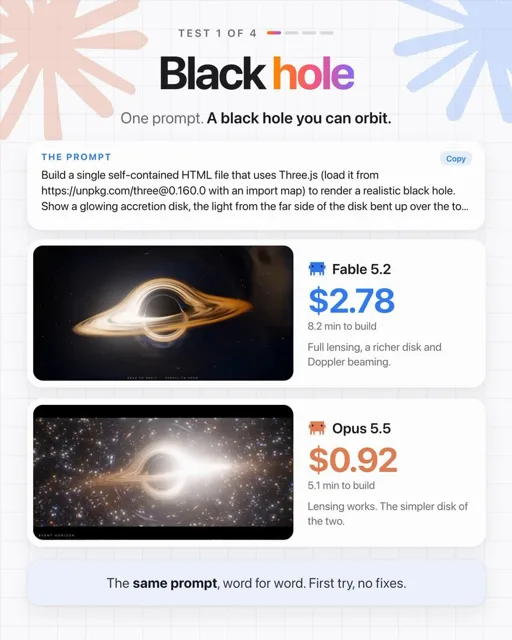 TEST 1 OF 4
Black hole
One prompt. A black hole you can orbit.
THE PROMPT
Copy
Build a single self-contained HTML file that uses Three.js (load it from
https://unpkg.com/three@0.160.0 with an import map) to render a realistic black hole.
Show a glowing accretion disk, the light from the far side of the disk bent up over the to...
Fable 5.2
$2.78
8.2 min to build
Full lensing, a richer disk and
Doppler beaming.
Opus 5.5
$0.92
5.1 min to build
Lensing works. The simpler disk of
the two.
EVENT HORIZON
The same prompt, word for word. First try, no fixes.